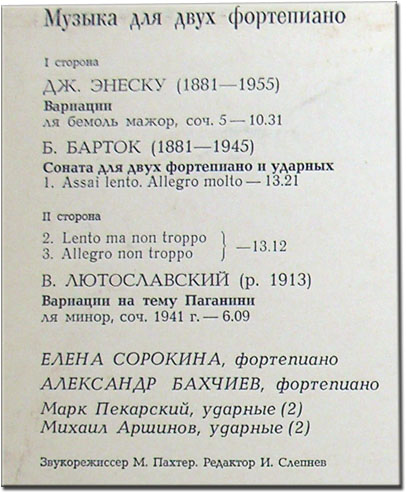 Музыка для двух фортепиано
I сторона
ДЖ. ЭНЕСКУ (1881—1955)
Вариации
ля бемоль мажор, соч. 5 — 10.31
Б. БАРТОК (1881—1945)
Соната для двух фортепиано и ударных
1. Assai lento. Allegro molto — 13.21
II сторона
2. Lento ma non troppo
3. Allegro non troppo } —13.12
В. ЛЮТОСЛАВСКИЙ (р. 1913)
Вариации на тему Паганини
ля минор, соч. 1941 г. — 6.09
ЕЛЕНА СОРОКИНА, фортепиано
АЛЕКСАНДР БАХЧИЕВ, фортепиано
Марк Пекарский, ударные (2)
Михаил Аршинов, ударные (2)
Звукорежиссер М. Пахтер. Редактор И. Слепнев